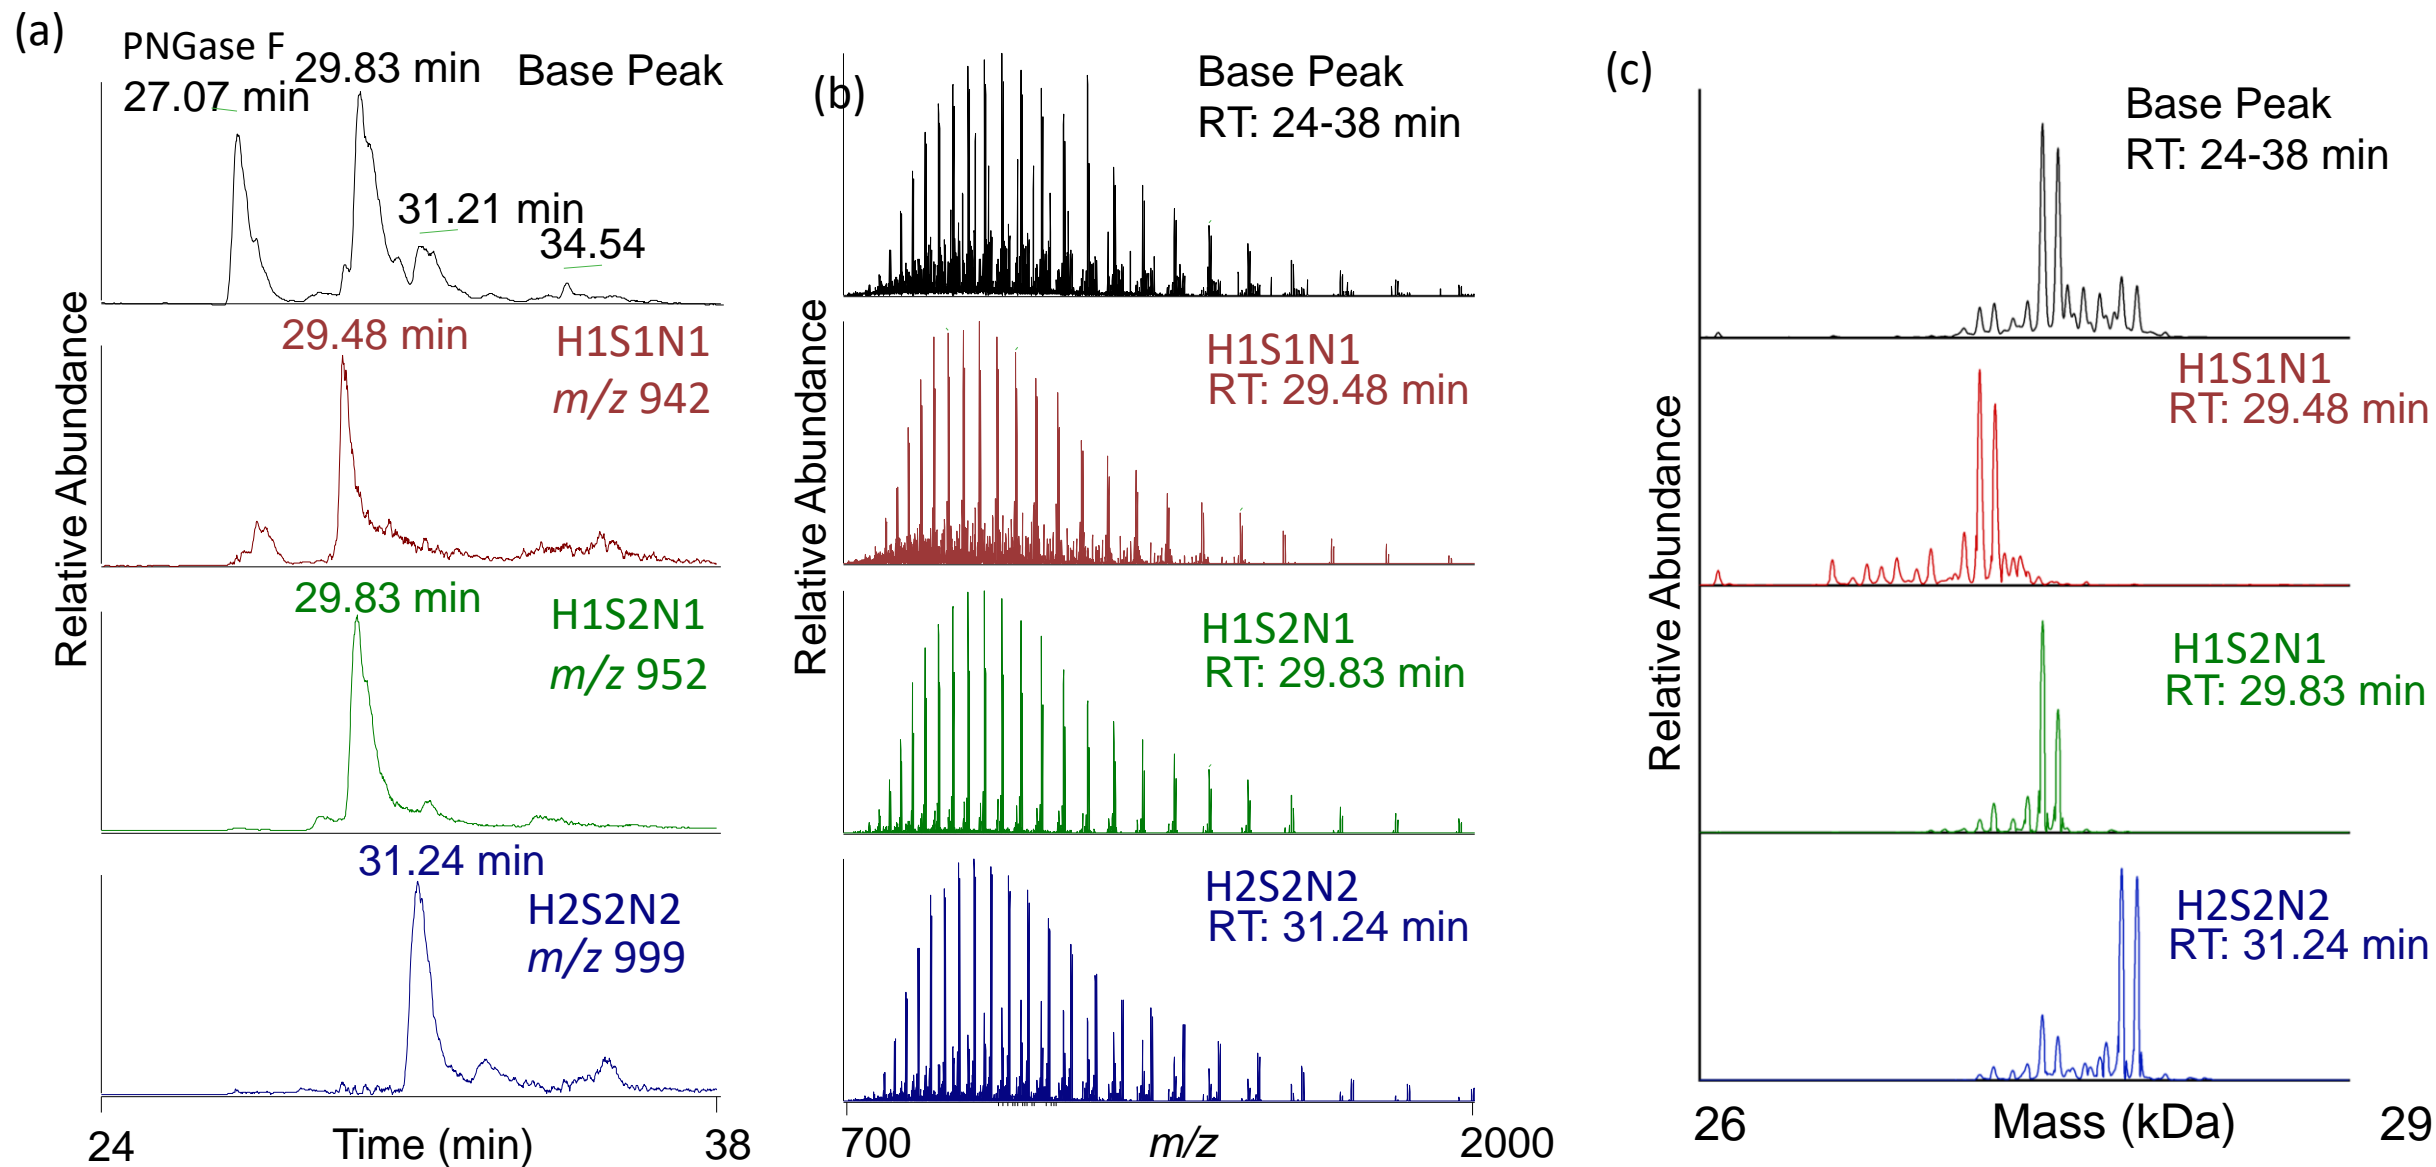 (a)
PNGase F
27.07 min
29.83 min
Base Peak
31.21 min
34.54
29.48 min
H1S1N1
m/z 942
29.83 min
H1S2N1
m/z 952
31.24 min
H2S2N2
m/z 999
Relative Abundance
24
Time (min)
38
(b)
Base Peak
RT: 24-38 min
H1S1N1
RT: 29.48 min
H1S2N1
RT: 29.83 min
H2S2N2
RT: 31.24 min
Relative Abundance
700
m/z
2000
(c)
Base Peak
RT: 24-38 min
H1S1N1
RT: 29.48 min
H1S2N1
RT: 29.83 min
H2S2N2
RT: 31.24 min
Relative Abundance
26
Mass (kDa)
29